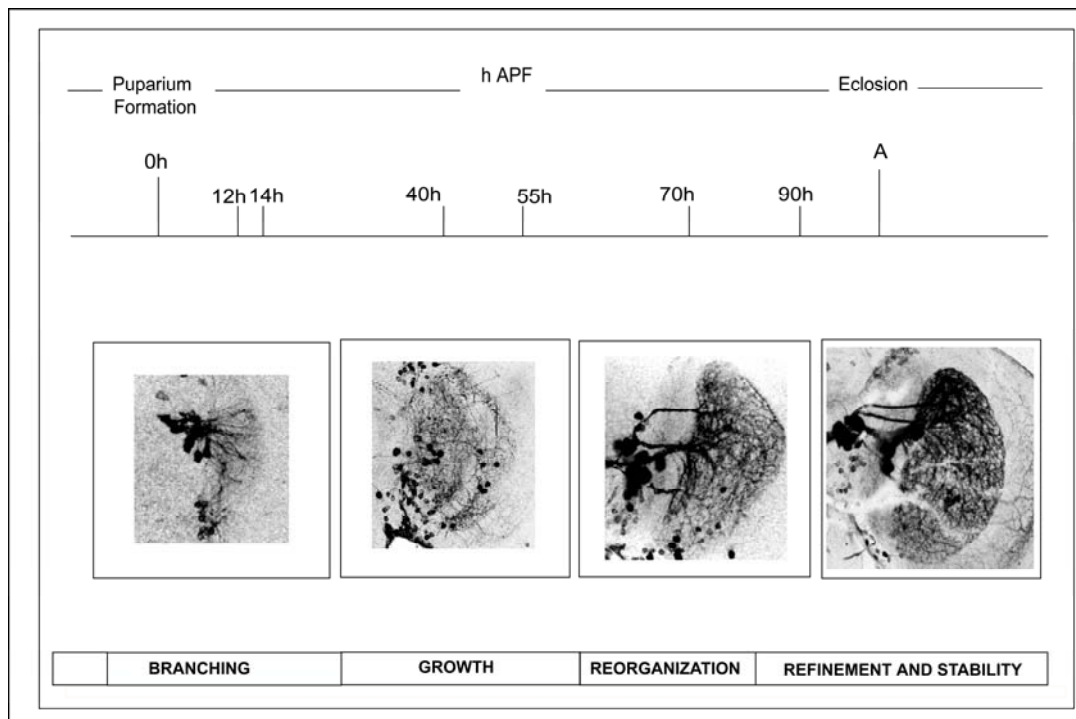 h APF
Puparium
Formation
Eclosion
0h
A
12h
14h
40h
55h
70h
90h
BRANCHING
GROWTH
REORGANIZATION
REFINEMENT AND STABILITY